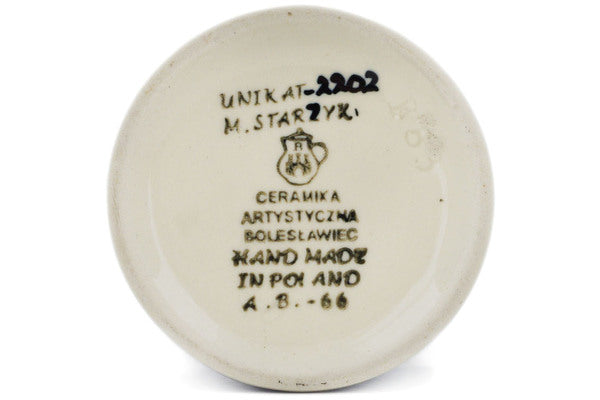 UNIKAT-2202
M. STARZYK.
CERAMIKA
ARTYSTYCZNA
BOLESŁAWIEC
HAND MADE
IN POLAND
A.B.-66